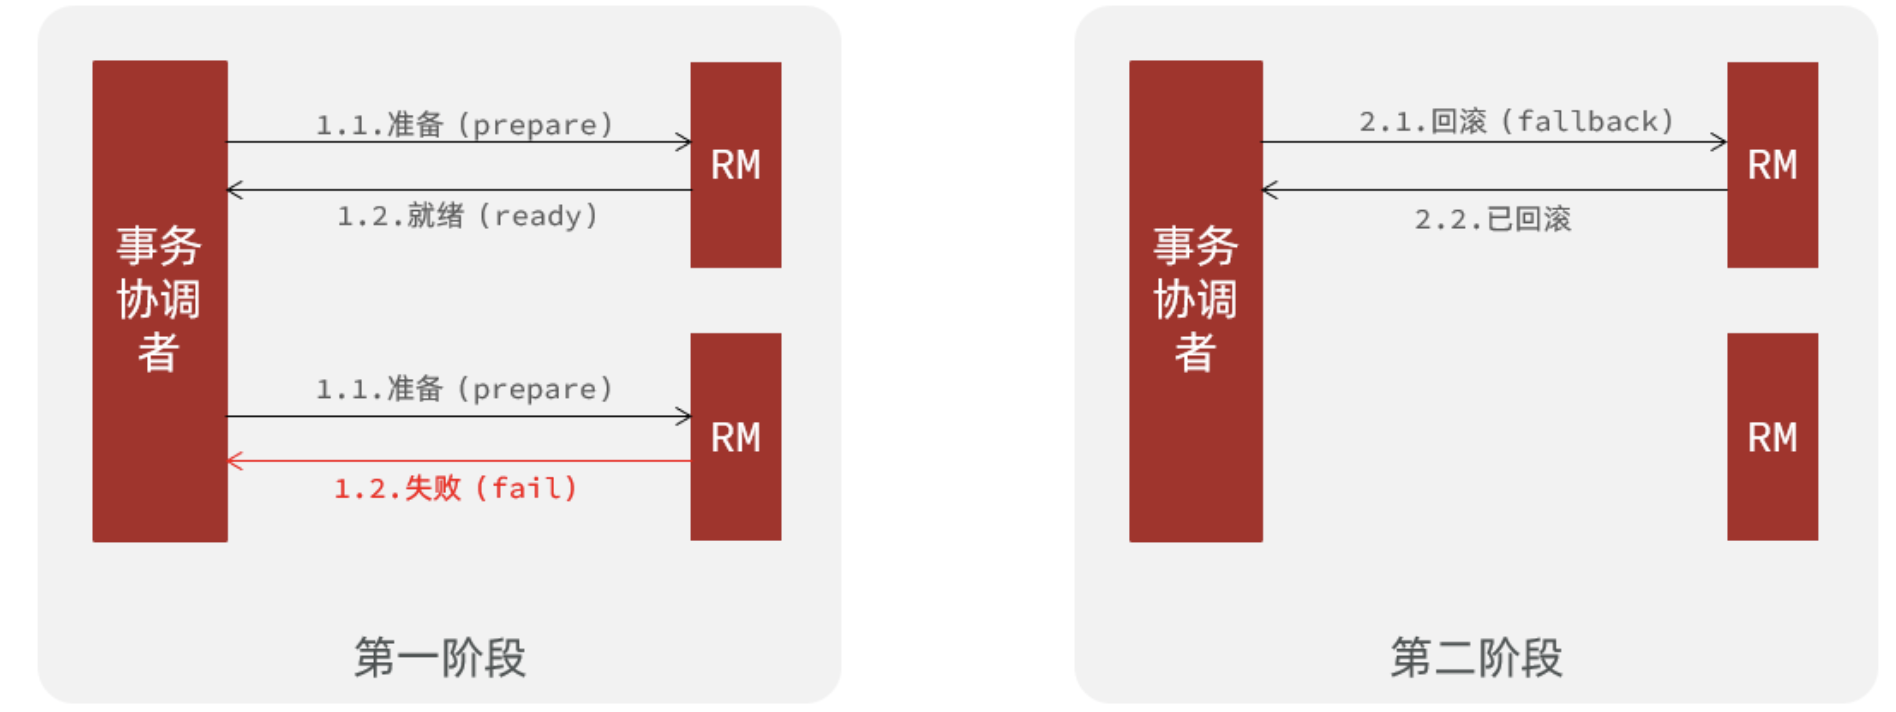 1.1.准备（prepare）
RM
1.2.就绪（ready）
事务
协调
者
1.1.准备（prepare）
RM
1.2.失败（fail）
第一阶段
2.1.回滚（fallback）
RM
2.2.已回滚
事务
协调
者
RM
第二阶段